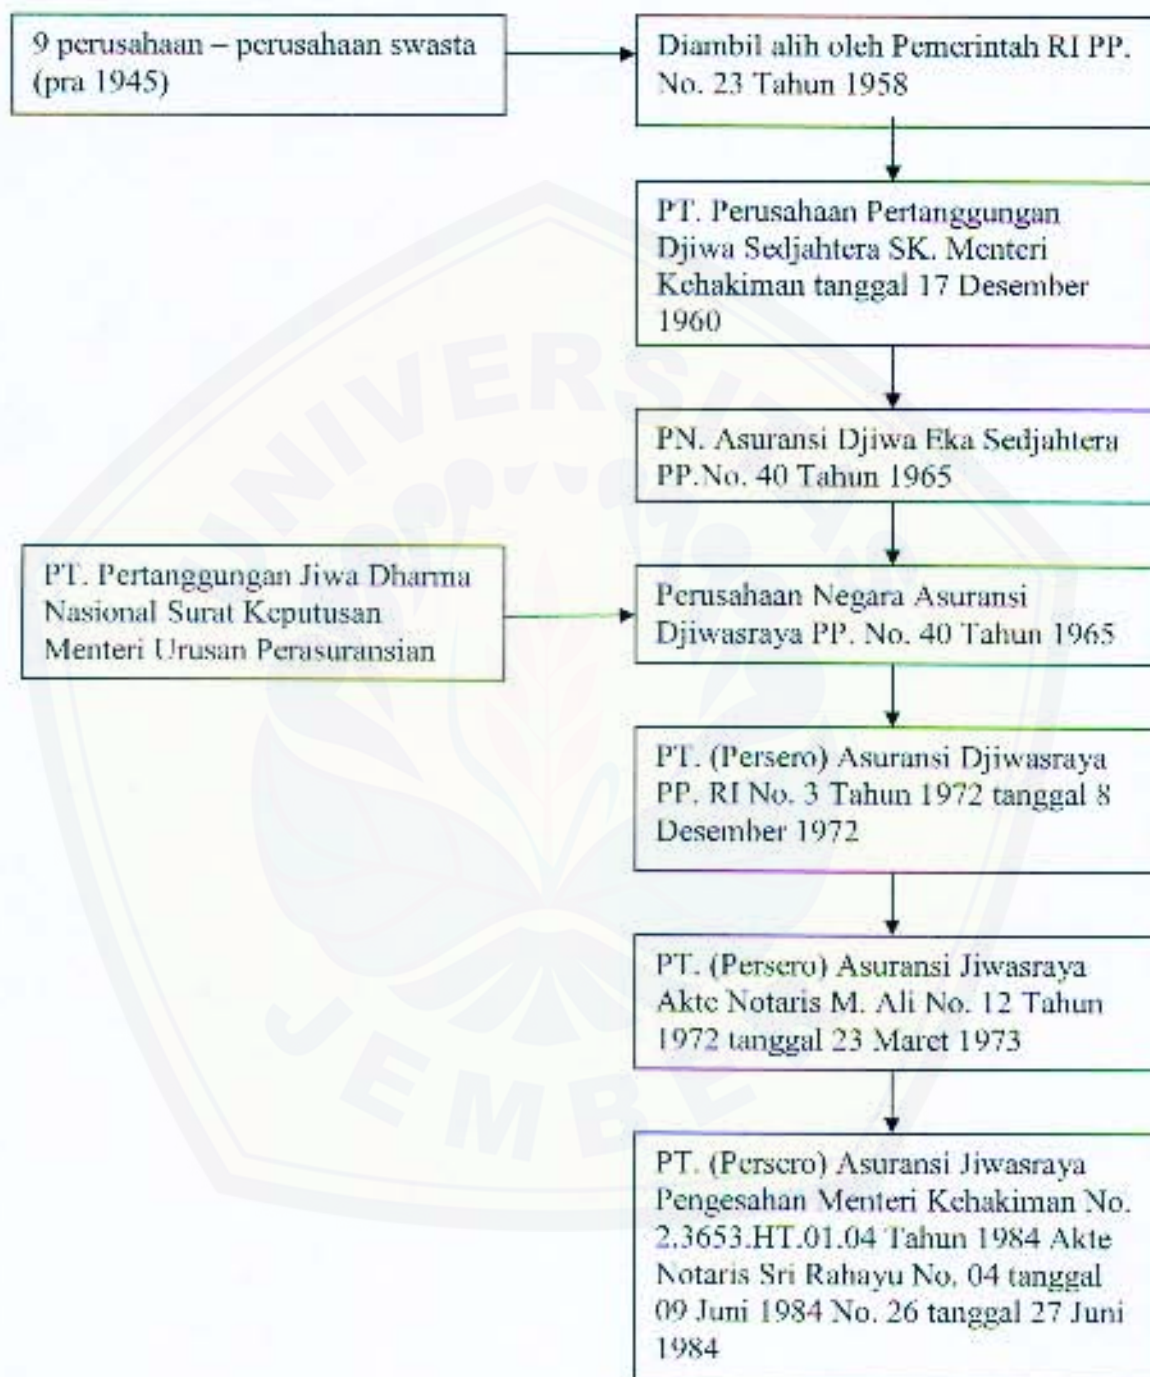 9 perusahaan – perusahaan swasta
(pra 1945)
Diambil alih oleh Pemerintah RI PP.
No. 23 Tahun 1958
PT. Perusahaan Pertanggungan
Djiwa Sedjahtera SK. Menteri
Kehakiman tanggal 17 Desember
1960
PN. Asuransi Djiwa Eka Sedjahtera
PP.No. 40 Tahun 1965
PT. Pertanggungan Jiwa Dharma
Nasional Surat Keputusan
Menteri Urusan Perasuransian
Perusahaan Negara Asuransi
Djiwasraya PP. No. 40 Tahun 1965
PT. (Persero) Asuransi Djiwasraya
PP. RI No. 3 Tahun 1972 tanggal 8
Desember 1972
PT. (Persero) Asuransi Jiwasraya
Akte Notaris M. Ali No. 12 Tahun
1972 tanggal 23 Maret 1973
PT. (Persero) Asuransi Jiwasraya
Pengesahan Menteri Kehakiman No.
2.3653.HT.01.04 Tahun 1984 Akte
Notaris Sri Rahayu No. 04 tanggal
09 Juni 1984 No. 26 tanggal 27 Juni
1984
UNIVERSITAS
JEMBER